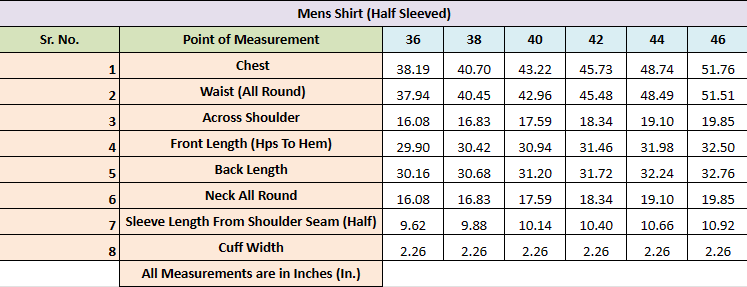 Mens Shirt (Half Sleeved)
Sr. No. Point of Measurement 36 38 40 42 44 46
1 Chest 38.19 40.70 43.22 45.73 48.74 51.76
2 Waist (All Round) 37.94 40.45 42.96 45.48 48.49 51.51
3 Across Shoulder 16.08 16.83 17.59 18.34 19.10 19.85
4 Front Length (Hps To Hem) 29.90 30.42 30.94 31.46 31.98 32.50
5 Back Length 30.16 30.68 31.20 31.72 32.24 32.76
6 Neck All Round 16.08 16.83 17.59 18.34 19.10 19.85
7 Sleeve Length From Shoulder Seam (Half) 9.62 9.88 10.14 10.40 10.66 10.92
8 Cuff Width 2.26 2.26 2.26 2.26 2.26 2.26
All Measurements are in Inches (In.)